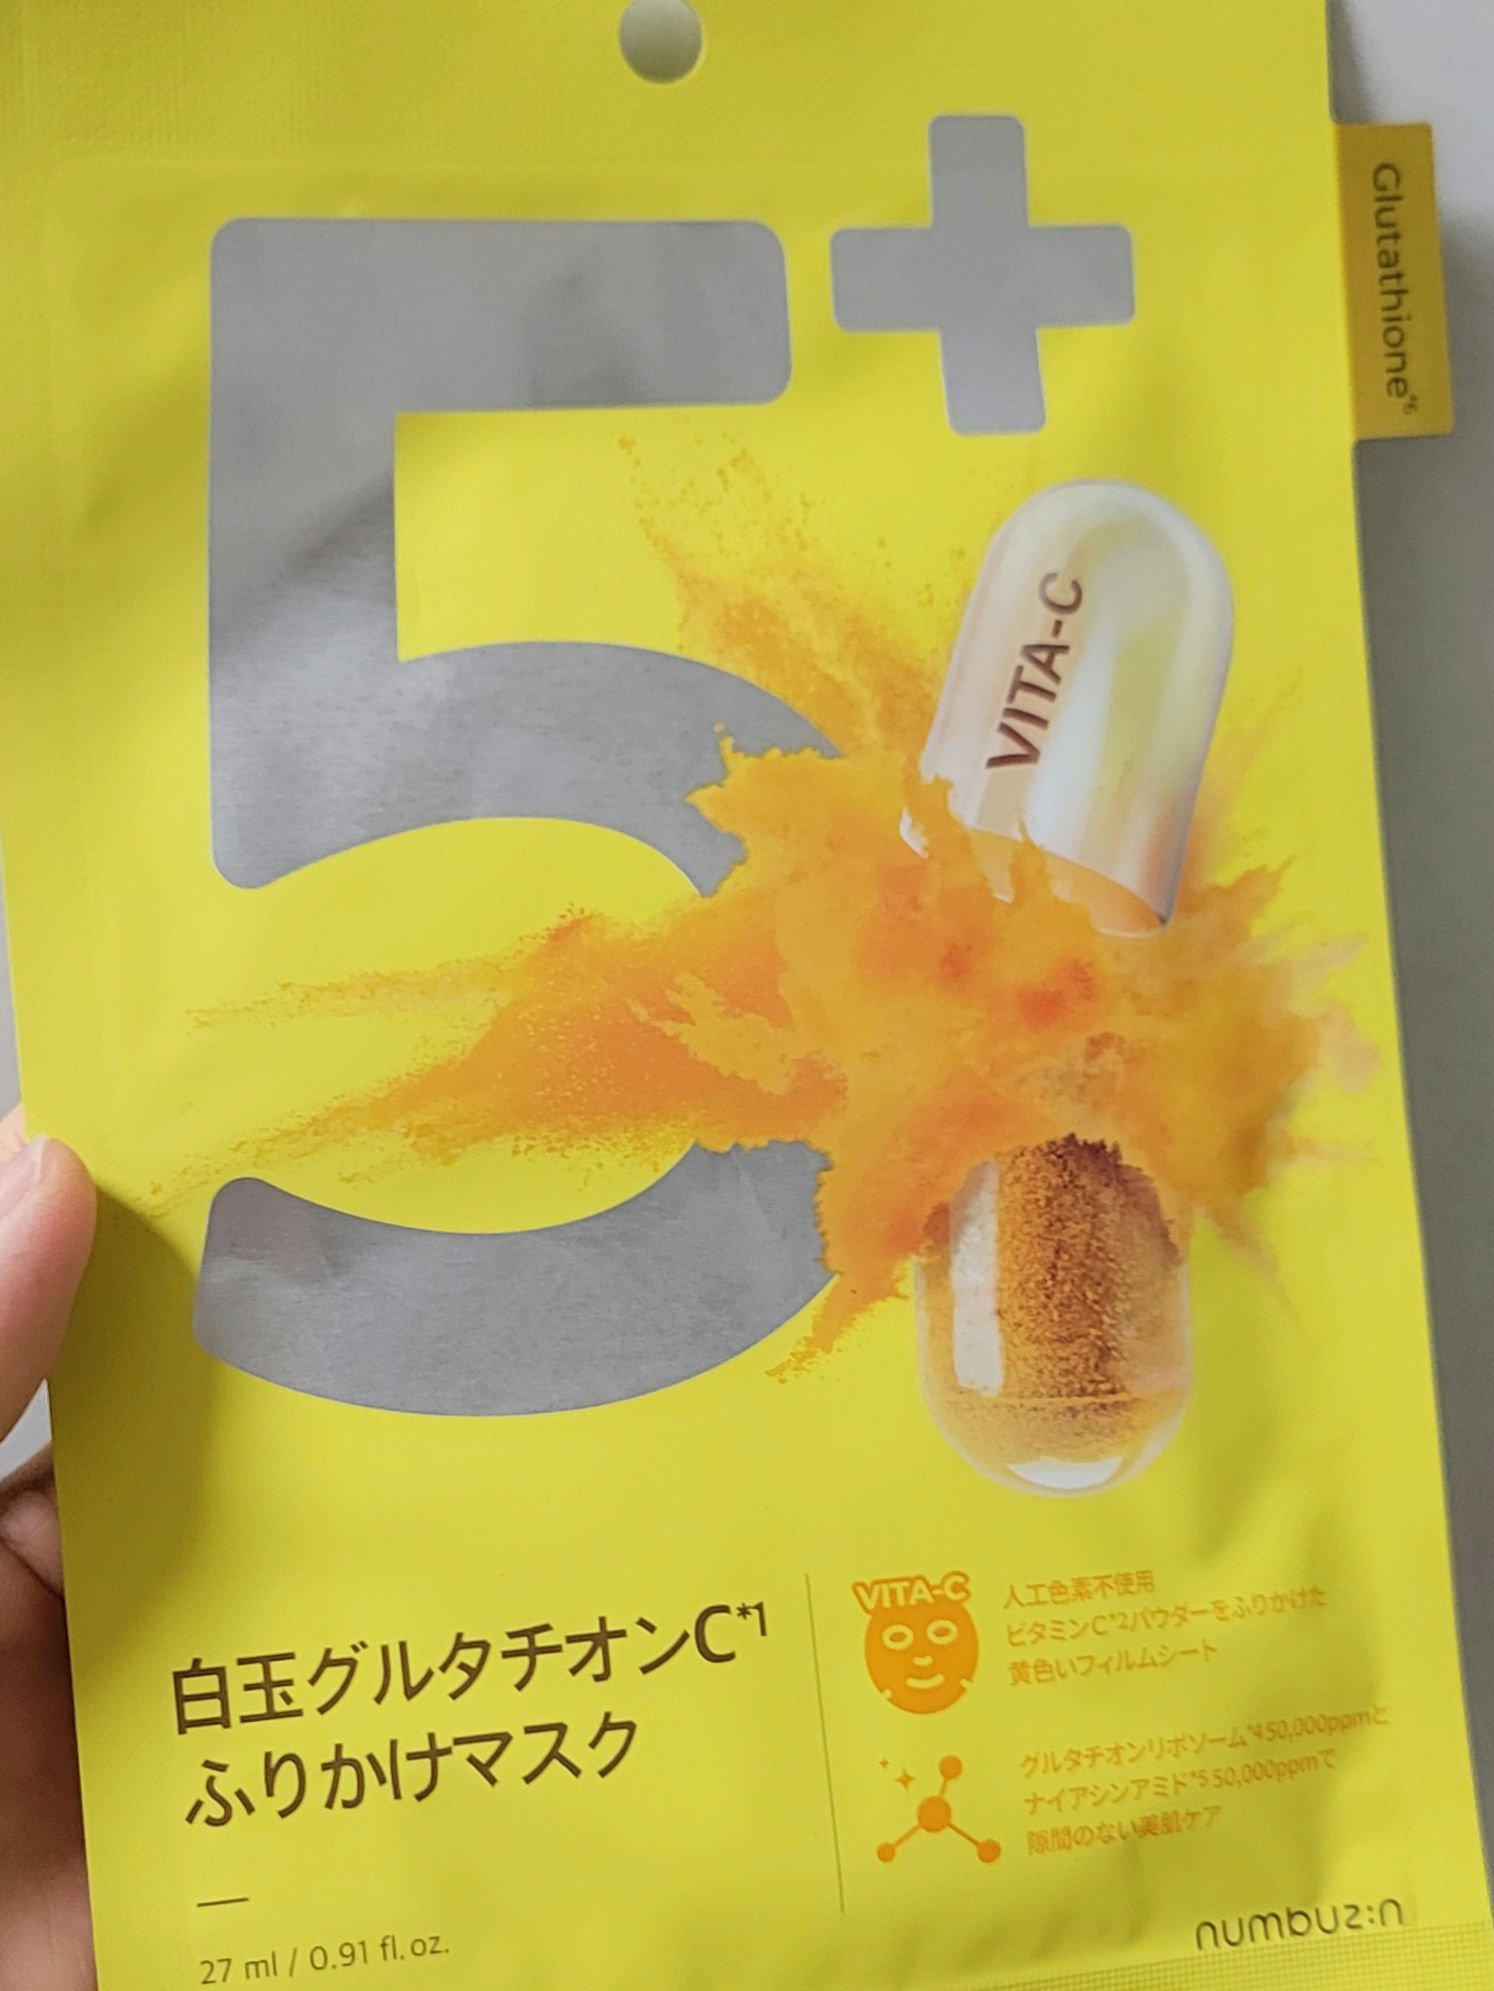 5+
Glutathione*6
VITA-C
白玉グルタチオンC*1
ふりかけマスク
27 ml / 0.91 fl. oz.
VITA-C
人工色素不使用
ビタミンC*2パウダーをふりかけた
黄色いフィルムシート
グルタチオンリポソーム*4 50,000ppmと
ナイアシンアミド*5 50,000ppmで
隙間のない美肌ケア
numbuz:n